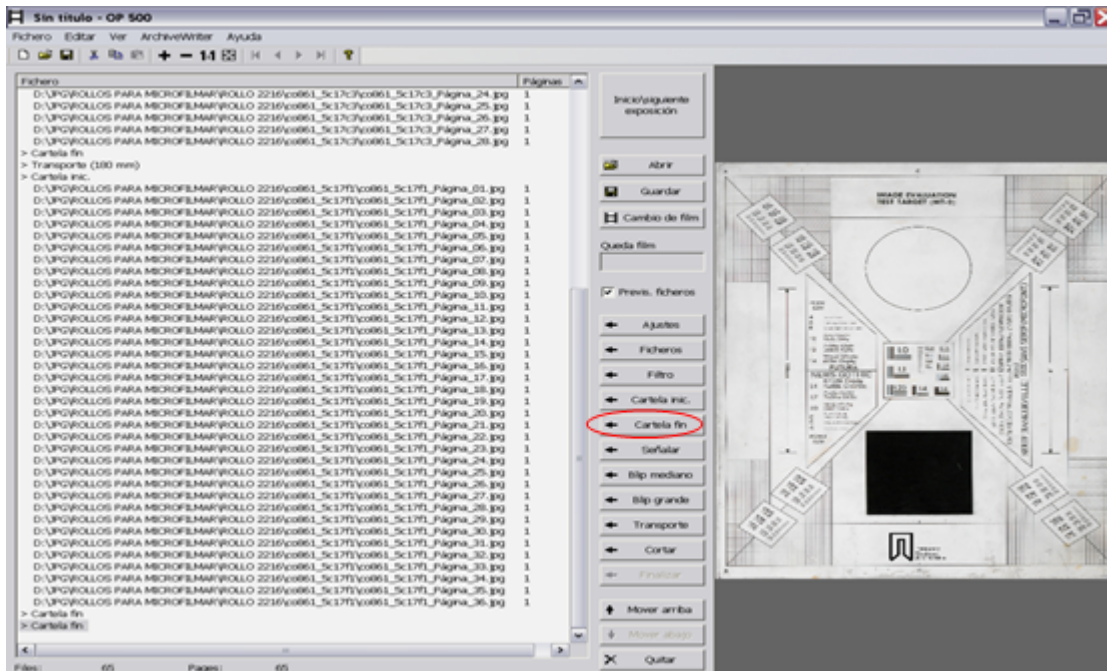 Sin título - OP 500
Fichero Editar Ver ArchiveWriter Ayuda
1:1
Fichero Páginas
D:\JPG\ROLLOS PARA MICROFILMAR\ROLLO 2216\co861_5c17c3\co861_5c17c3_Página_24.jpg 1
D:\JPG\ROLLOS PARA MICROFILMAR\ROLLO 2216\co861_5c17c3\co861_5c17c3_Página_25.jpg 1
D:\JPG\ROLLOS PARA MICROFILMAR\ROLLO 2216\co861_5c17c3\co861_5c17c3_Página_26.jpg 1
D:\JPG\ROLLOS PARA MICROFILMAR\ROLLO 2216\co861_5c17c3\co861_5c17c3_Página_27.jpg 1
D:\JPG\ROLLOS PARA MICROFILMAR\ROLLO 2216\co861_5c17c3\co861_5c17c3_Página_28.jpg 1
> Cartela fin
> Transporte (180 mm)
> Cartela inic.
D:\JPG\ROLLOS PARA MICROFILMAR\ROLLO 2216\co861_5c17f1\co861_5c17f1_Página_01.jpg 1
D:\JPG\ROLLOS PARA MICROFILMAR\ROLLO 2216\co861_5c17f1\co861_5c17f1_Página_02.jpg 1
D:\JPG\ROLLOS PARA MICROFILMAR\ROLLO 2216\co861_5c17f1\co861_5c17f1_Página_03.jpg 1
D:\JPG\ROLLOS PARA MICROFILMAR\ROLLO 2216\co861_5c17f1\co861_5c17f1_Página_04.jpg 1
D:\JPG\ROLLOS PARA MICROFILMAR\ROLLO 2216\co861_5c17f1\co861_5c17f1_Página_05.jpg 1
D:\JPG\ROLLOS PARA MICROFILMAR\ROLLO 2216\co861_5c17f1\co861_5c17f1_Página_06.jpg 1
D:\JPG\ROLLOS PARA MICROFILMAR\ROLLO 2216\co861_5c17f1\co861_5c17f1_Página_07.jpg 1
D:\JPG\ROLLOS PARA MICROFILMAR\ROLLO 2216\co861_5c17f1\co861_5c17f1_Página_08.jpg 1
D:\JPG\ROLLOS PARA MICROFILMAR\ROLLO 2216\co861_5c17f1\co861_5c17f1_Página_09.jpg 1
D:\JPG\ROLLOS PARA MICROFILMAR\ROLLO 2216\co861_5c17f1\co861_5c17f1_Página_10.jpg 1
D:\JPG\ROLLOS PARA MICROFILMAR\ROLLO 2216\co861_5c17f1\co861_5c17f1_Página_11.jpg 1
D:\JPG\ROLLOS PARA MICROFILMAR\ROLLO 2216\co861_5c17f1\co861_5c17f1_Página_12.jpg 1
D:\JPG\ROLLOS PARA MICROFILMAR\ROLLO 2216\co861_5c17f1\co861_5c17f1_Página_13.jpg 1
D:\JPG\ROLLOS PARA MICROFILMAR\ROLLO 2216\co861_5c17f1\co861_5c17f1_Página_14.jpg 1
D:\JPG\ROLLOS PARA MICROFILMAR\ROLLO 2216\co861_5c17f1\co861_5c17f1_Página_15.jpg 1
D:\JPG\ROLLOS PARA MICROFILMAR\ROLLO 2216\co861_5c17f1\co861_5c17f1_Página_16.jpg 1
D:\JPG\ROLLOS PARA MICROFILMAR\ROLLO 2216\co861_5c17f1\co861_5c17f1_Página_17.jpg 1
D:\JPG\ROLLOS PARA MICROFILMAR\ROLLO 2216\co861_5c17f1\co861_5c17f1_Página_18.jpg 1
D:\JPG\ROLLOS PARA MICROFILMAR\ROLLO 2216\co861_5c17f1\co861_5c17f1_Página_19.jpg 1
D:\JPG\ROLLOS PARA MICROFILMAR\ROLLO 2216\co861_5c17f1\co861_5c17f1_Página_20.jpg 1
D:\JPG\ROLLOS PARA MICROFILMAR\ROLLO 2216\co861_5c17f1\co861_5c17f1_Página_21.jpg 1
D:\JPG\ROLLOS PARA MICROFILMAR\ROLLO 2216\co861_5c17f1\co861_5c17f1_Página_22.jpg 1
D:\JPG\ROLLOS PARA MICROFILMAR\ROLLO 2216\co861_5c17f1\co861_5c17f1_Página_23.jpg 1
D:\JPG\ROLLOS PARA MICROFILMAR\ROLLO 2216\co861_5c17f1\co861_5c17f1_Página_24.jpg 1
D:\JPG\ROLLOS PARA MICROFILMAR\ROLLO 2216\co861_5c17f1\co861_5c17f1_Página_25.jpg 1
D:\JPG\ROLLOS PARA MICROFILMAR\ROLLO 2216\co861_5c17f1\co861_5c17f1_Página_26.jpg 1
D:\JPG\ROLLOS PARA MICROFILMAR\ROLLO 2216\co861_5c17f1\co861_5c17f1_Página_27.jpg 1
D:\JPG\ROLLOS PARA MICROFILMAR\ROLLO 2216\co861_5c17f1\co861_5c17f1_Página_28.jpg 1
D:\JPG\ROLLOS PARA MICROFILMAR\ROLLO 2216\co861_5c17f1\co861_5c17f1_Página_29.jpg 1
D:\JPG\ROLLOS PARA MICROFILMAR\ROLLO 2216\co861_5c17f1\co861_5c17f1_Página_30.jpg 1
D:\JPG\ROLLOS PARA MICROFILMAR\ROLLO 2216\co861_5c17f1\co861_5c17f1_Página_31.jpg 1
D:\JPG\ROLLOS PARA MICROFILMAR\ROLLO 2216\co861_5c17f1\co861_5c17f1_Página_32.jpg 1
D:\JPG\ROLLOS PARA MICROFILMAR\ROLLO 2216\co861_5c17f1\co861_5c17f1_Página_33.jpg 1
D:\JPG\ROLLOS PARA MICROFILMAR\ROLLO 2216\co861_5c17f1\co861_5c17f1_Página_34.jpg 1
D:\JPG\ROLLOS PARA MICROFILMAR\ROLLO 2216\co861_5c17f1\co861_5c17f1_Página_35.jpg 1
D:\JPG\ROLLOS PARA MICROFILMAR\ROLLO 2216\co861_5c17f1\co861_5c17f1_Página_36.jpg 1
> Cartela fin
> Cartela fin
Files: 65 Pages: 65
Inicio\siguiente
exposición
Abrir
Guardar
Cambio de film
Queda film
Previs. ficheros
Ajustes
Ficheros
Filtro
Cartela inic.
Cartela fin
Señalar
Blip mediano
Blip grande
Transporte
Cortar
Finalizar
Mover arriba
Mover abajo
Quitar
IMAGE EVALUATION
TEST TARGET (MT-3)